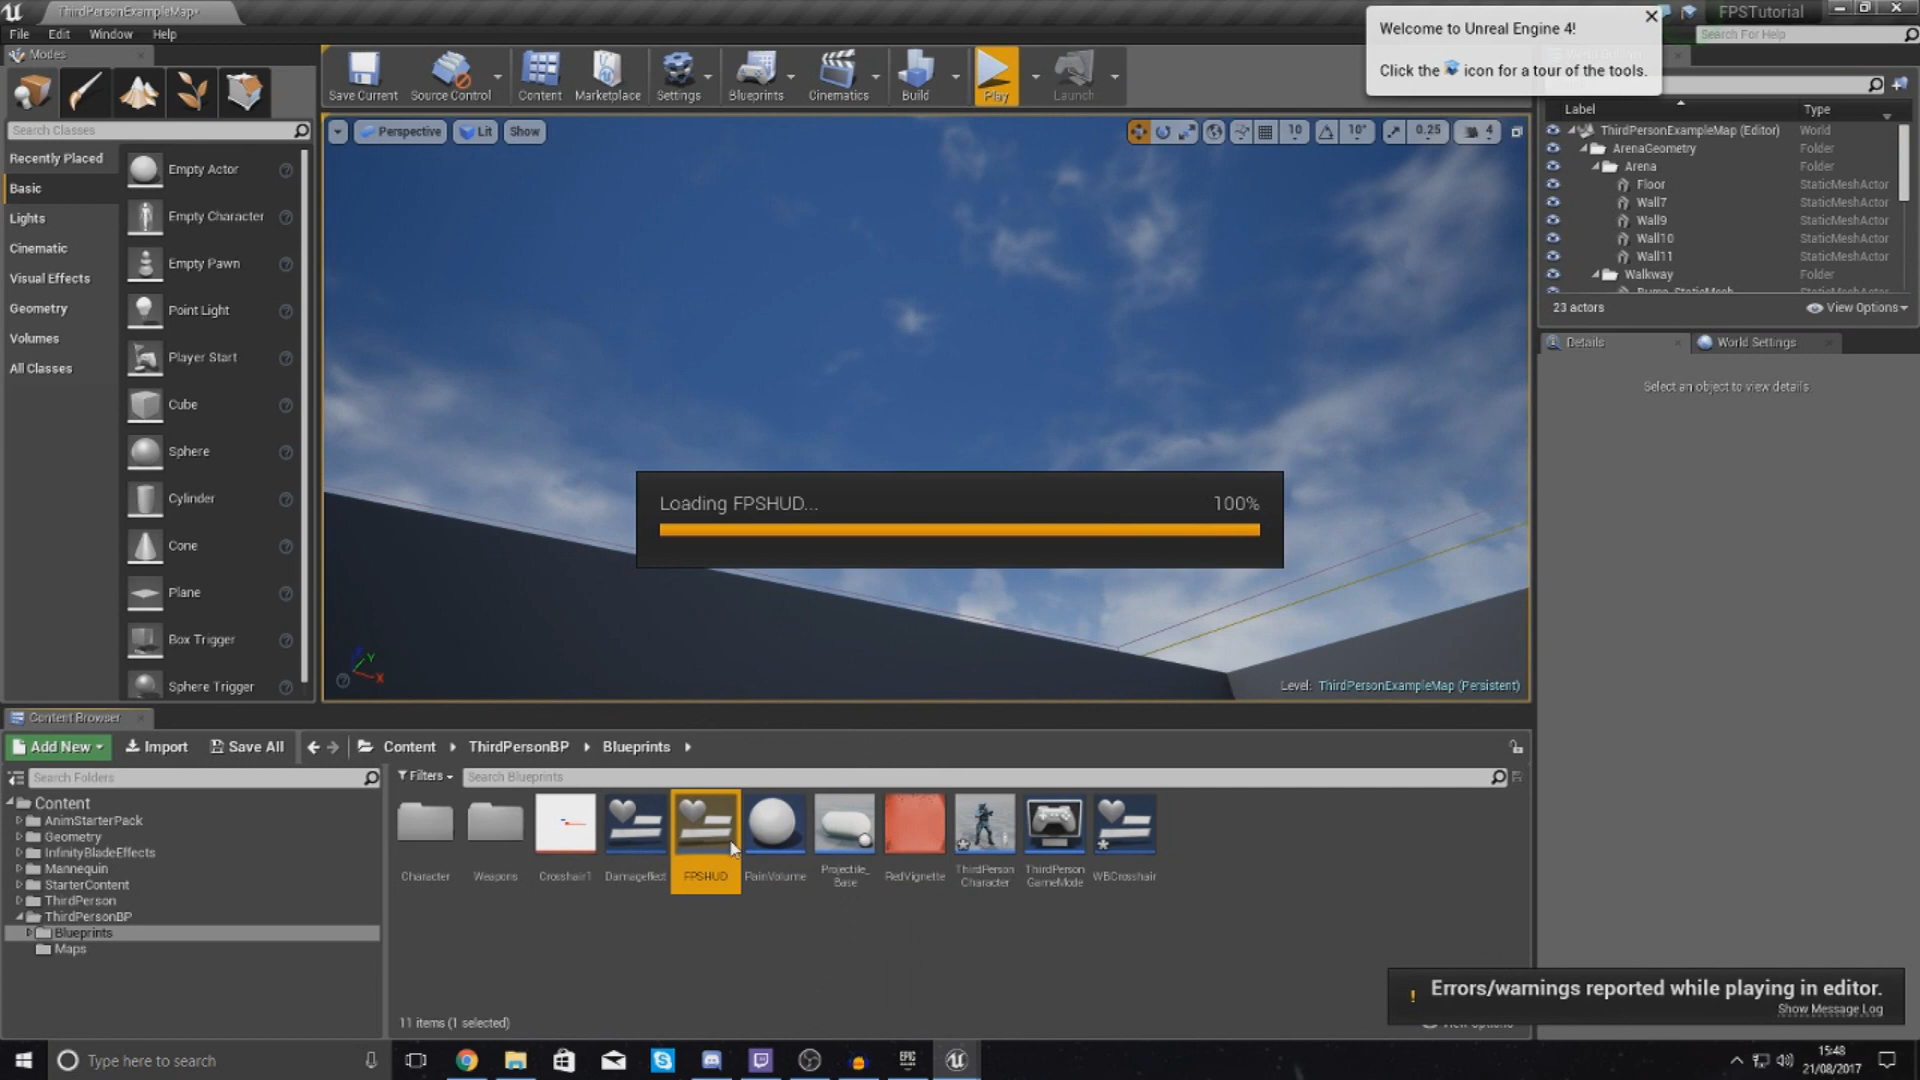 ThirdPersonExampleMap*
FPSTutorial
File Edit Window Help
Search For Help
Welcome to Unreal Engine 4!
Click the icon for a tour of the tools.
Modes
Save Current
Source Control
Content
Marketplace
Settings
Blueprints
Cinematics
Build
Play
Launch
Search Classes
Recently Placed
Basic
Lights
Cinematic
Visual Effects
Geometry
Volumes
All Classes
Empty Actor
Empty Character
Empty Pawn
Point Light
Player Start
Cube
Sphere
Cylinder
Cone
Plane
Box Trigger
Sphere Trigger
Perspective
Lit
Show
10
10°
0.25
4
Loading FPSHUD...
100%
Level: ThirdPersonExampleMap (Persistent)
Label Type
ThirdPersonExampleMap (Editor) World
ArenaGeometry Folder
Arena Folder
Floor StaticMeshActor
Wall7 StaticMeshActor
Wall9 StaticMeshActor
Wall10 StaticMeshActor
Wall11 StaticMeshActor
Walkway Folder
Bump_StaticMesh StaticMeshActor
23 actors
View Options
Details
World Settings
Select an object to view details
Content Browser
Add New
Import
Save All
Content
ThirdPersonBP
Blueprints
Search Folders
Filters
Search Blueprints
Content
AnimStarterPack
Geometry
InfinityBladeEffects
Mannequin
StarterContent
ThirdPerson
ThirdPersonBP
Blueprints
Maps
Character
Weapons
Crosshair1
Damageffect
FPSHUD
PainVolume
Projectile_
Base
RedVignette
ThirdPerson
Character
ThirdPerson
GameMode
WBCrosshair
11 items (1 selected)
View Options
Errors/warnings reported while playing in editor.
Show Message Log
Type here to search
EPIC
GAMES
15:48
21/08/2017